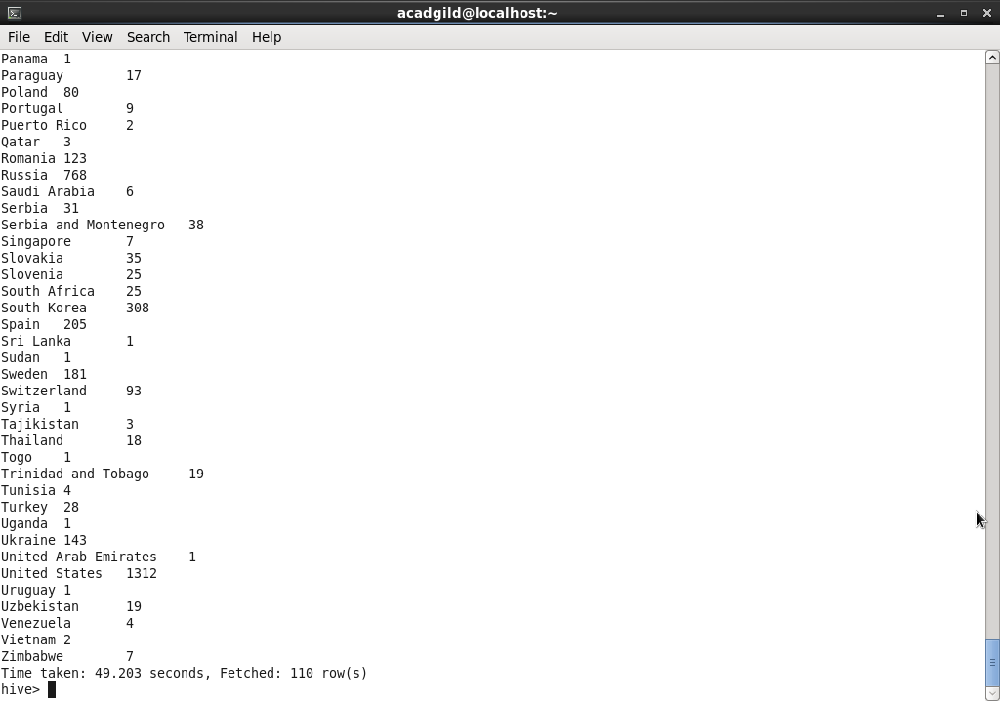 acadgild@localhost:~
File Edit View Search Terminal Help
Panama 1
Paraguay 17
Poland 80
Portugal 9
Puerto Rico 2
Qatar 3
Romania 123
Russia 768
Saudi Arabia 6
Serbia 31
Serbia and Montenegro 38
Singapore 7
Slovakia 35
Slovenia 25
South Africa 25
South Korea 308
Spain 205
Sri Lanka 1
Sudan 1
Sweden 181
Switzerland 93
Syria 1
Tajikistan 3
Thailand 18
Togo 1
Trinidad and Tobago 19
Tunisia 4
Turkey 28
Uganda 1
Ukraine 143
United Arab Emirates 1
United States 1312
Uruguay 1
Uzbekistan 19
Venezuela 4
Vietnam 2
Zimbabwe 7
Time taken: 49.203 seconds, Fetched: 110 row(s)
hive>